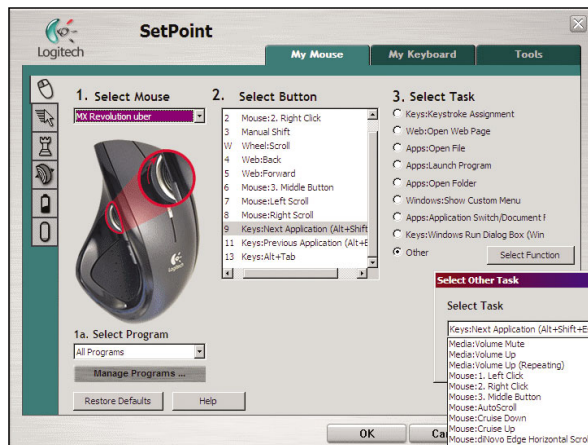 Logitech
SetPoint
My Mouse
My Keyboard
Tools
1. Select Mouse
MX Revolution uber
Logitech
1a. Select Program
All Programs
Manage Programs ...
Restore Defaults
Help
2. Select Button
2 Mouse:2. Right Click
3 Manual Shift
W Wheel:Scroll
4 Web:Back
5 Web:Forward
6 Mouse:3. Middle Button
7 Mouse:Left Scroll
8 Mouse:Right Scroll
9 Keys:Next Application (Alt+Shift
11 Keys:Previous Application (Alt+E
13 Keys:Alt+Tab
3. Select Task
Keys:Keystroke Assignment
Web:Open Web Page
Apps:Open File
Apps:Launch Program
Apps:Open Folder
Windows:Show Custom Menu
Apps:Application Switch/Document F
Keys:Windows Run Dialog Box (Win
Other
Select Function
Select Other Task
Select Task
Keys:Next Application (Alt+Shift+Es
Media:Volume Mute
Media:Volume Up
Media:Volume Up (Repeating)
Mouse:1. Left Click
Mouse:2. Right Click
Mouse:3. Middle Button
Mouse:AutoScroll
Mouse:Cruise Down
Mouse:Cruise Up
Mouse:diNovo Edge Horizontal Scro
OK
Ca